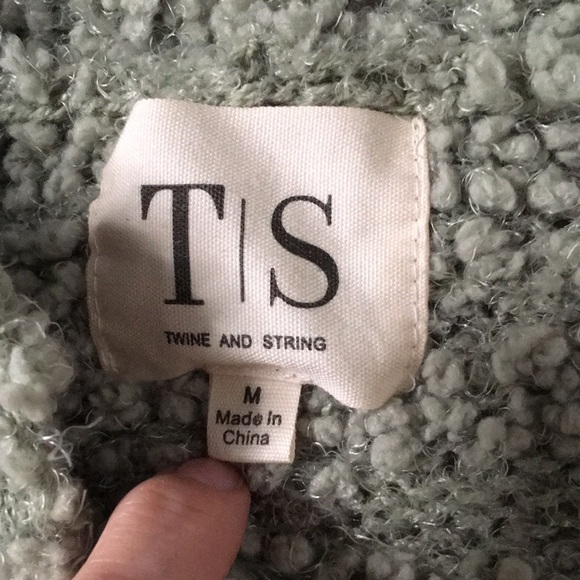 T|S
TWINE AND STRING
M
Made In
China